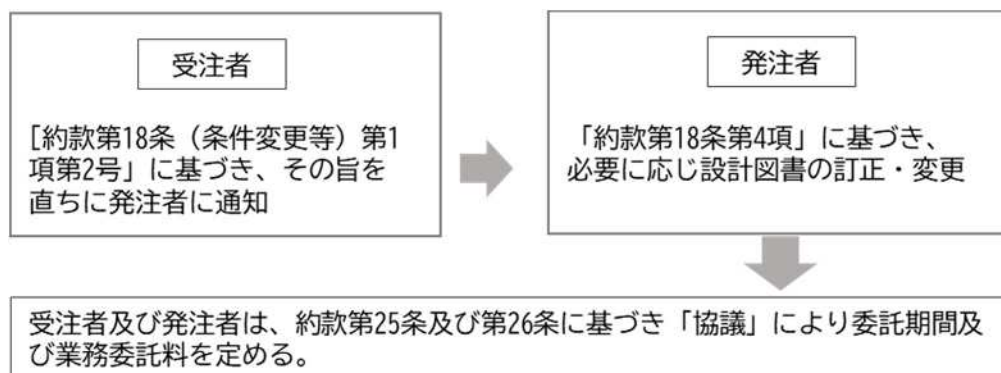 受注者
[約款第18条（条件変更等）第1
項第2号」に基づき、その旨を
直ちに発注者に通知
発注者
「約款第18条第4項」に基づき、
必要に応じ設計図書の訂正・変更
受注者及び発注者は、約款第25条及び第26条に基づき「協議」により委託期間及
び業務委託料を定める。